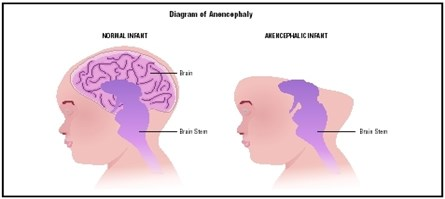 Diagram of Anencephaly
NORMAL INFANT
ANENCEPHALIC INFANT
Brain
Brain Stem
Brain Stem